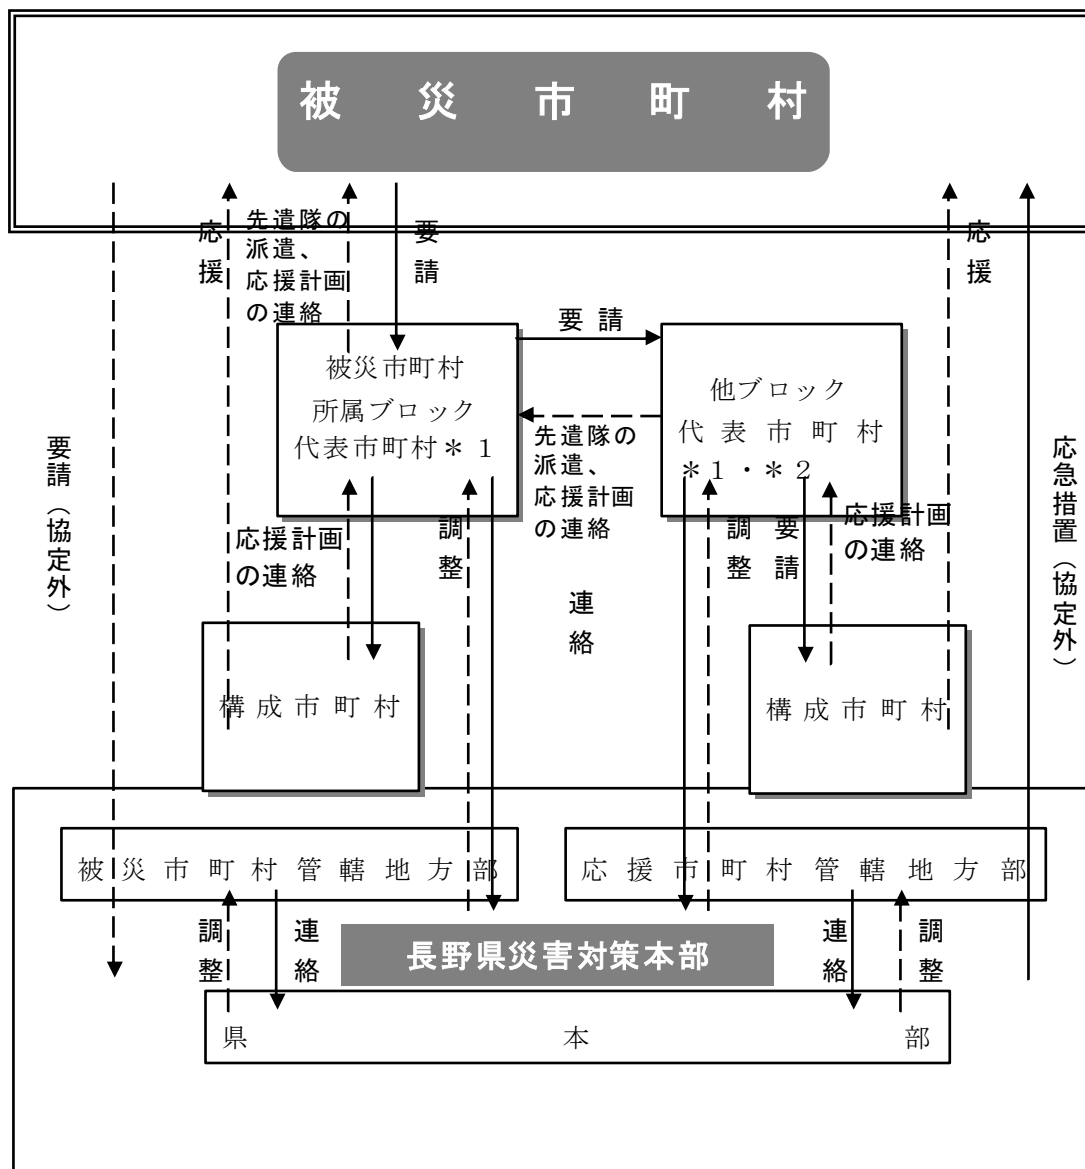 被災市町村
応援
先遣隊の
派遣、
応援計画
の連絡
要請
応援
要請
被災市町村
所属ブロック
代表市町村＊１
他ブロック
代表市町村
＊１・＊２
先遣隊の
派遣、
応援計画
の連絡
要請（協定外）
応急措置（協定外）
応援計画
の連絡
調整
連絡
調整
要請
応援計画
の連絡
構成市町村
構成市町村
被災市町村管轄地方部
応援市町村管轄地方部
調整
連絡
長野県災害対策本部
連絡
調整
県本部